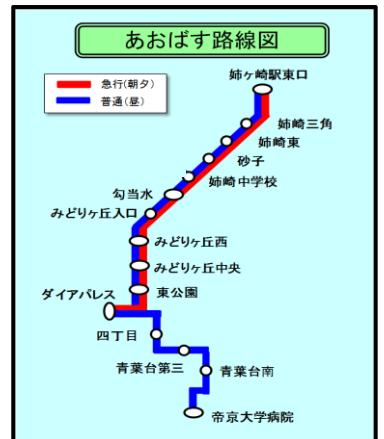 あおばす路線図
急行(朝夕)
普通(昼)
姉ヶ崎駅東口
姉崎三角
姉崎東
砂子
姉崎中学校
勾当水
みどりヶ丘入口
みどりヶ丘西
みどりヶ丘中央
東公園
ダイアパレス
四丁目
青葉台第三
青葉台南
帝京大学病院